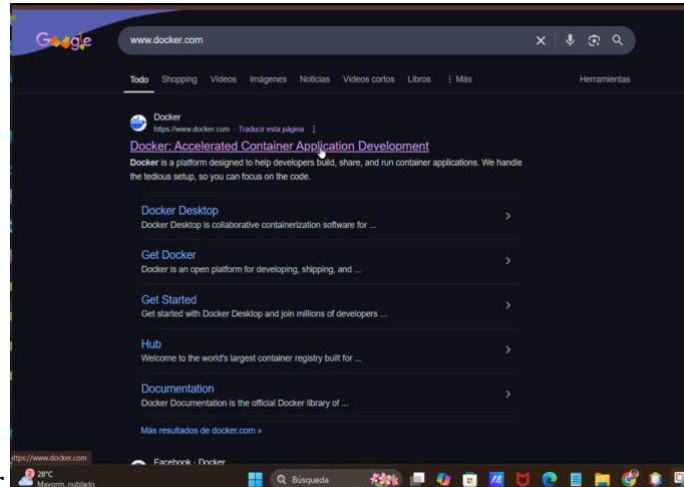 Google
www.docker.com
Todo Shopping Videos Imágenes Noticias Videos cortos Libros Más Herramientas
Docker
https://www.docker.com · Traducir esta página
Docker: Accelerated Container Application Development
Docker is a platform designed to help developers build, share, and run container applications. We handle
the tedious setup, so you can focus on the code.
Docker Desktop
Docker Desktop is collaborative containerization software for ...
Get Docker
Docker is an open platform for developing, shipping, and ...
Get Started
Get started with Docker Desktop and join millions of developers ...
Hub
Welcome to the world's largest container registry built for ...
Documentation
Docker Documentation is the official Docker library of ...
Más resultados de docker.com »
ttps://www.docker.com
Facebook · Docker
28°C
Mayorm. nublado
Búsqueda